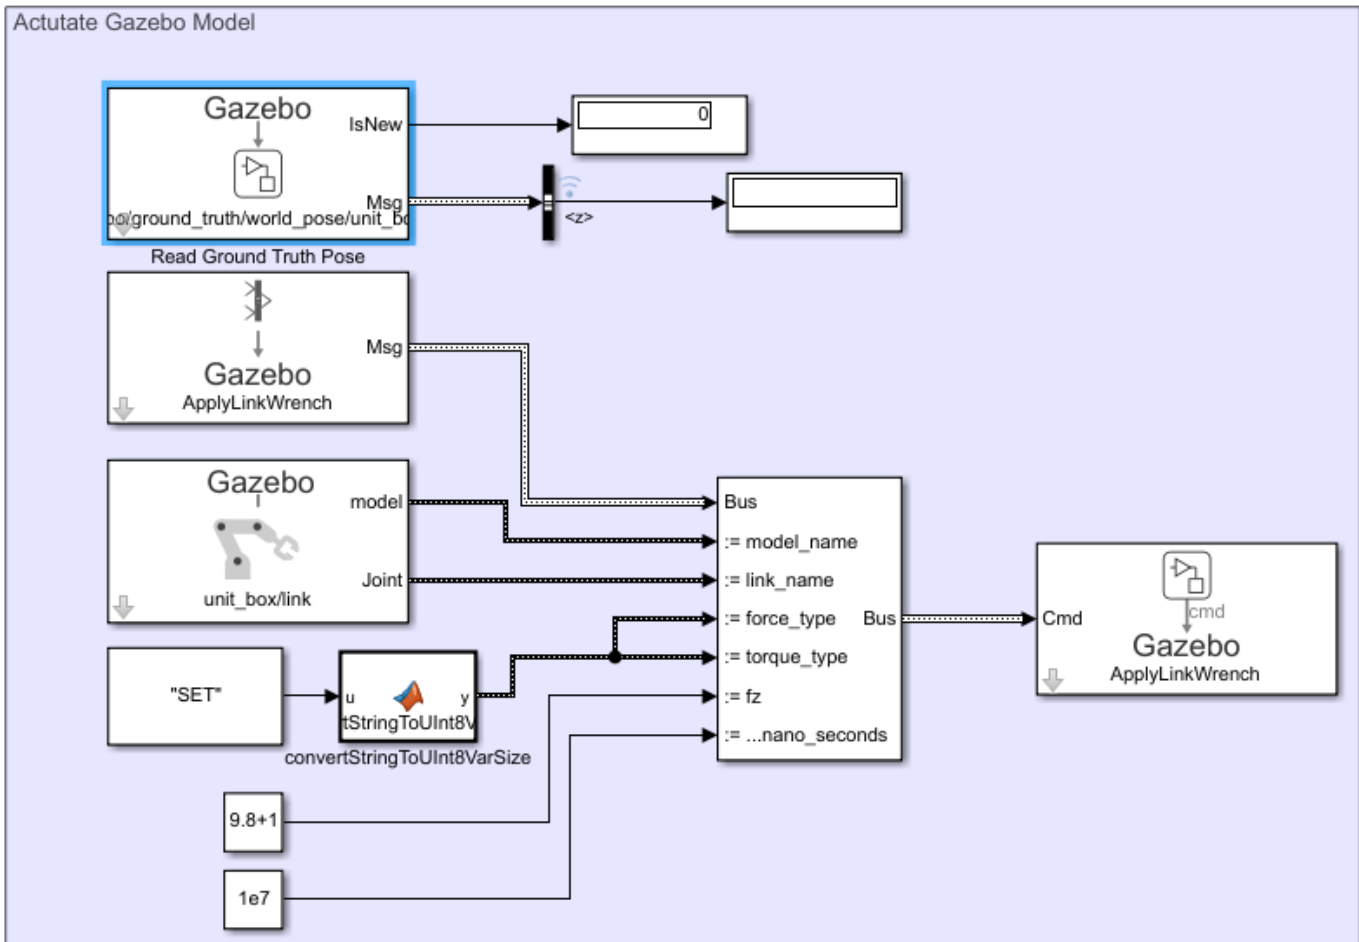 Actutate Gazebo Model
Gazebo
IsNew
Msg
/ground_truth/world_pose/unit_b
Read Ground Truth Pose
0
<z>
Msg
Gazebo
ApplyLinkWrench
Gazebo
model
Joint
unit_box/link
"SET"
u
y
tStringToUInt8V
convertStringToUInt8VarSize
9.8+1
1e7
Bus
:= model_name
:= link_name
:= force_type
Bus
:= torque_type
:= fz
:= ...nano_seconds
Cmd
cmd
Gazebo
ApplyLinkWrench